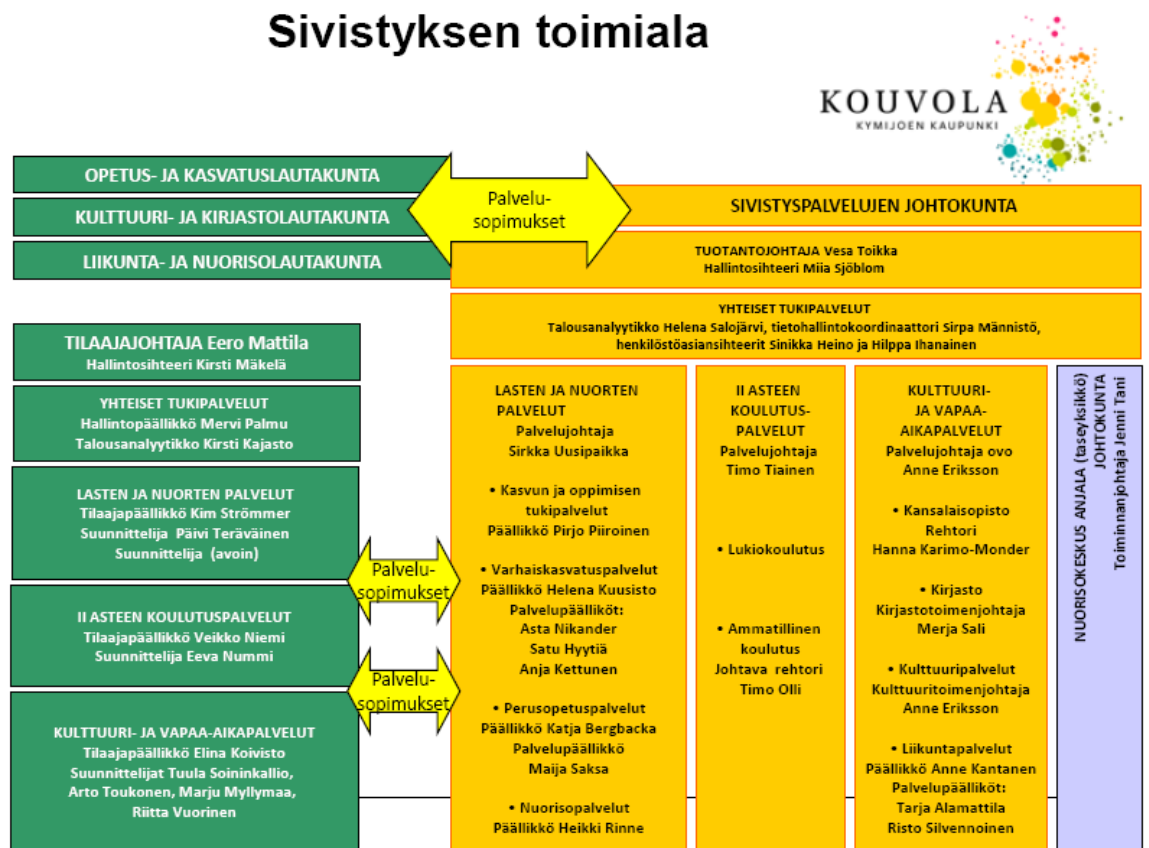 Sivistyksen toimiala
KOUVOLA
KYMIJOEN KAUPUNKI
OPETUS- JA KASVATUSLAUTAKUNTA
KULTTUURI- JA KIRJASTOLAUTAKUNTA
LIIKUNTA- JA NUORISOLAUTAKUNTA
Palvelu-
sopimukset
SIVISTYSPALVELUJEN JOHTOKUNTA
TUOTANTOJOHTAJA Vesa Toikka
Hallintosihteeri Miia Sjöblom
YHTEISET TUKIPALVELUT
Talousanalyytikko Helena Salojärvi, tietohallintokoordinaattori Sirpa Männistö,
henkilöstöasiansihteerit Sinikka Heino ja Hilppa Ihanainen
TILAAJAJOHTAJA Eero Mattila
Hallintosihteeri Kirsti Mäkelä
YHTEISET TUKIPALVELUT
Hallintopäällikkö Mervi Palmu
Talousanalyytikko Kirsti Kajasto
LASTEN JA NUORTEN PALVELUT
Tilaajapäällikkö Kim Strömmer
Suunnittelija Päivi Teräväinen
Suunnittelija (avoin)
II ASTEEN KOULUTUSPALVELUT
Tilaajapäällikkö Veikko Niemi
Suunnittelija Eeva Nummi
KULTTUURI- JA VAPAA-AIKAPALVELUT
Tilaajapäällikkö Elina Koivisto
Suunnittelijat Tuula Soininkallio,
Arto Toukonen, Marju Myllymaa,
Riitta Vuorinen
Palvelu-
sopimukset
Palvelu-
sopimukset
LASTEN JA NUORTEN
PALVELUT
Palvelujohtaja
Sirkka Uusipaikka
• Kasvun ja oppimisen
tukipalvelut
Päällikkö Pirjo Piiroinen
• Varhaiskasvatuspalvelut
Päällikkö Helena Kuusisto
Palvelupäälliköt:
Asta Nikander
Satu Hyytiä
Anja Kettunen
• Perusopetuspalvelut
Päällikkö Katja Bergbacka
Palvelupäällikkö
Maija Saksa
• Nuorisopalvelut
Päällikkö Heikki Rinne
II ASTEEN
KOULUTUS-
PALVELUT
Palvelujohtaja
Timo Tiainen
• Lukiokoulutus
• Ammatillinen
koulutus
Johtava rehtori
Timo Olli
KULTTUURI-
JA VAPAA-
AIKAPALVELUT
Palvelujohtaja ovo
Anne Eriksson
• Kansalaisopisto
Rehtori
Hanna Karimo-Monder
• Kirjasto
Kirjastotoimenjohtaja
Merja Sali
• Kulttuuripalvelut
Kulttuuritoimenjohtaja
Anne Eriksson
• Liikuntapalvelut
Päällikkö Anne Kantanen
Palvelupäälliköt:
Tarja Alamattila
Risto Silvennoinen
NUORISOKESKUS ANJALA (taseyksikkö)
JOHTOKUNTA
Toiminnanjohtaja Jenni Tani